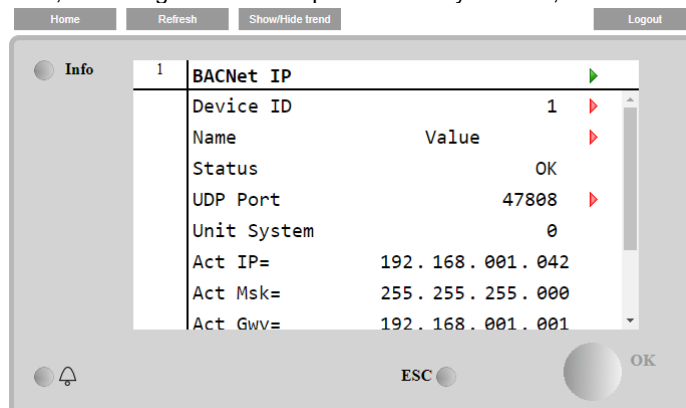 Home Refresh Show/Hide trend Logout
Info
1 BACNet IP
Device ID 1
Name Value
Status OK
UDP Port 47808
Unit System 0
Act IP= 192.168.001.042
Act Msk= 255.255.255.000
Act Gwy= 192.168.001.001
ESC OK